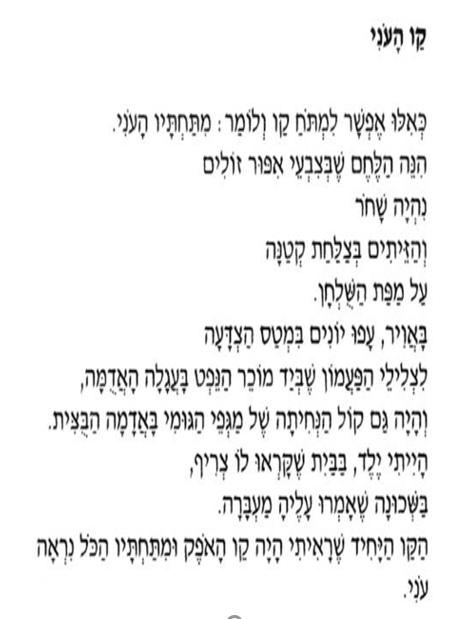 קַו הָעֹנִי
כְּאִלּוּ אֶפְשָׁר לִמְתֹּחַ קַו וְלוֹמַר: מִתַּחְתָּיו הָעֹנִי.
הִנֵּה הַלֶּחֶם שֶׁבְּצִבְעֵי אִפּוּר זוֹלִים
נִהְיָה שָׁחֹר
וְהַזֵּיתִים בְּצַלַּחַת קְטַנָּה
עַל מַפַּת הַשֻּׁלְחָן.
בָּאֲוִיר, עָפוּ יוֹנִים בְּמַטַּס הַצְדָּעָה
לִצְלִילֵי הַפַּעֲמוֹן שֶׁבְּיַד מוֹכֵר הַנֵּפְט בָּעֲגָלָה הָאֲדֻמָּה,
וְהָיָה גַּם קוֹל הַנְּחִיתָה שֶׁל מַגְּפֵי הַגּוּמִי בָּאֲדָמָה הַבֻּצִּית.
הָיִיתִי יֶלֶד, בַּבַּיִת שֶׁקָּרְאוּ לוֹ צְרִיף,
בַּשְּׁכוּנָה שֶׁאָמְרוּ עָלֶיהָ מַעְבָּרָה.
הַקַּו הַיָּחִיד שֶׁרָאִיתִי הָיָה קַו הָאֹפֶק וּמִתַּחְתָּיו הַכֹּל נִרְאָה
עֹנִי.